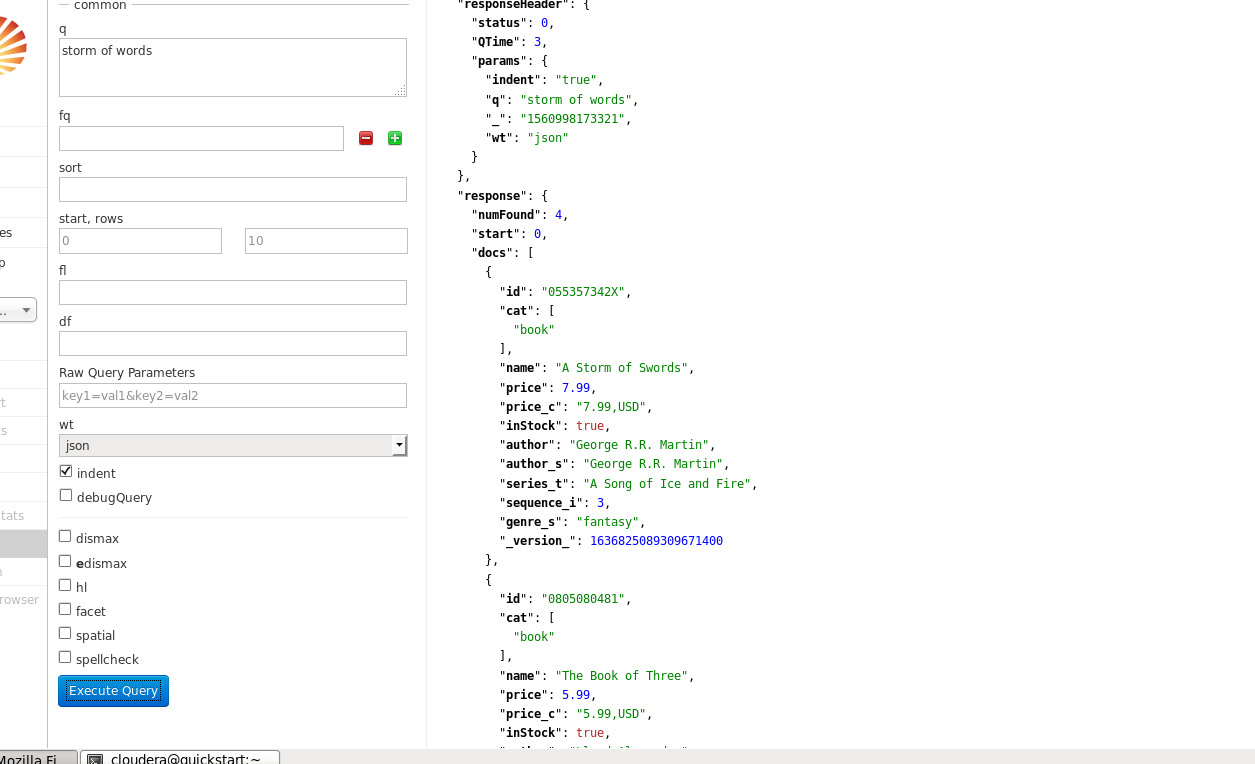 common
q
storm of words
fq
sort
start, rows
0
10
fl
df
Raw Query Parameters
key1=val1&key2=val2
wt
json
indent
debugQuery
dismax
edismax
hl
facet
spatial
spellcheck
Execute Query
es
p
..
t
s
tats
n
rowser
"responseHeader": {
"status": 0,
"QTime": 3,
"params": {
"indent": "true",
"q": "storm of words",
"_": "1560998173321",
"wt": "json"
}
},
"response": {
"numFound": 4,
"start": 0,
"docs": [
{
"id": "055357342X",
"cat": [
"book"
],
"name": "A Storm of Swords",
"price": 7.99,
"price_c": "7.99,USD",
"inStock": true,
"author": "George R.R. Martin",
"author_s": "George R.R. Martin",
"series_t": "A Song of Ice and Fire",
"sequence_i": 3,
"genre_s": "fantasy",
"_version_": 1636825089309671400
},
{
"id": "0805080481",
"cat": [
"book"
],
"name": "The Book of Three",
"price": 5.99,
"price_c": "5.99,USD",
"inStock": true,
Mozilla Fi
cloudera@quickstart:~